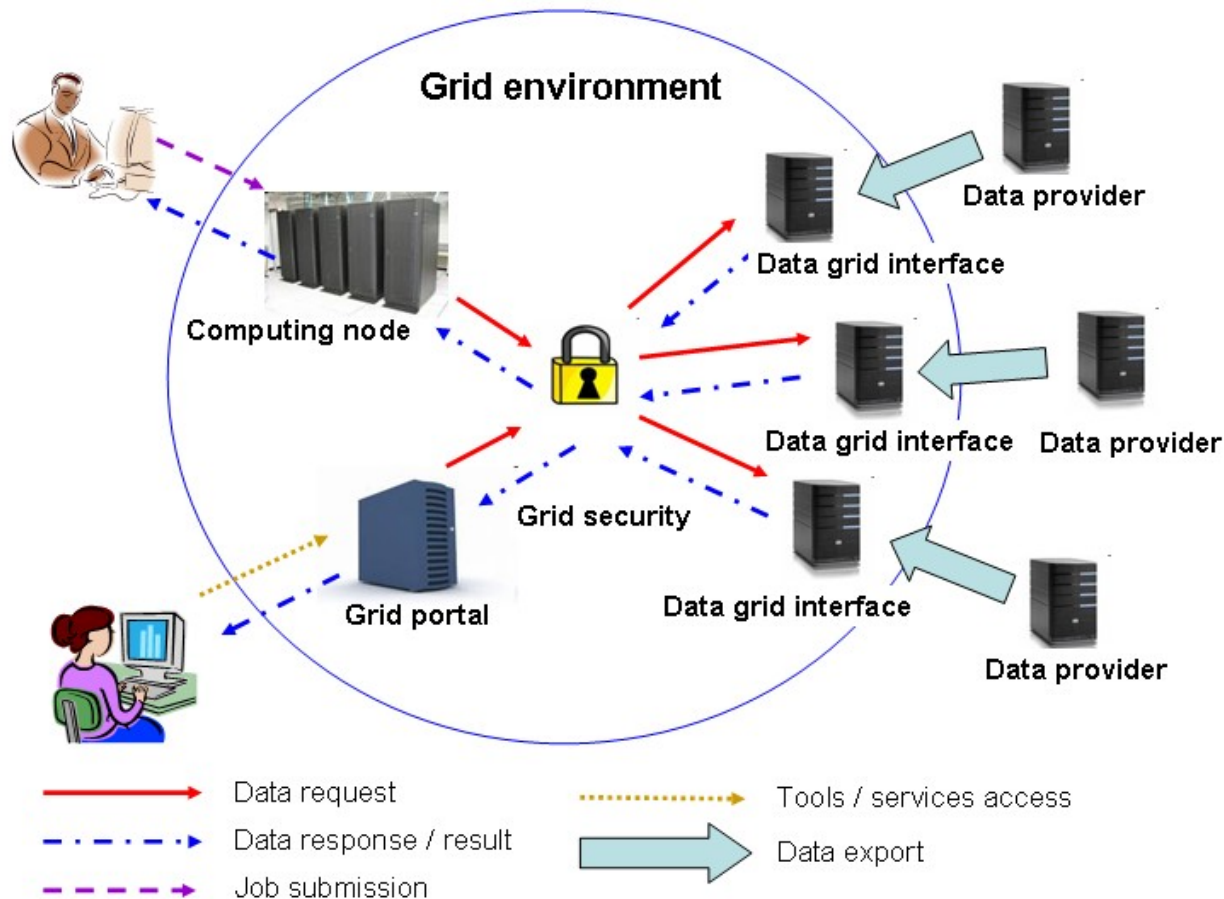 Grid environment
Data provider
Data grid interface
Computing node
Data grid interface
Data provider
Grid security
Data grid interface
Grid portal
Data provider
Data request
Tools / services access
Data response / result
Data export
Job submission